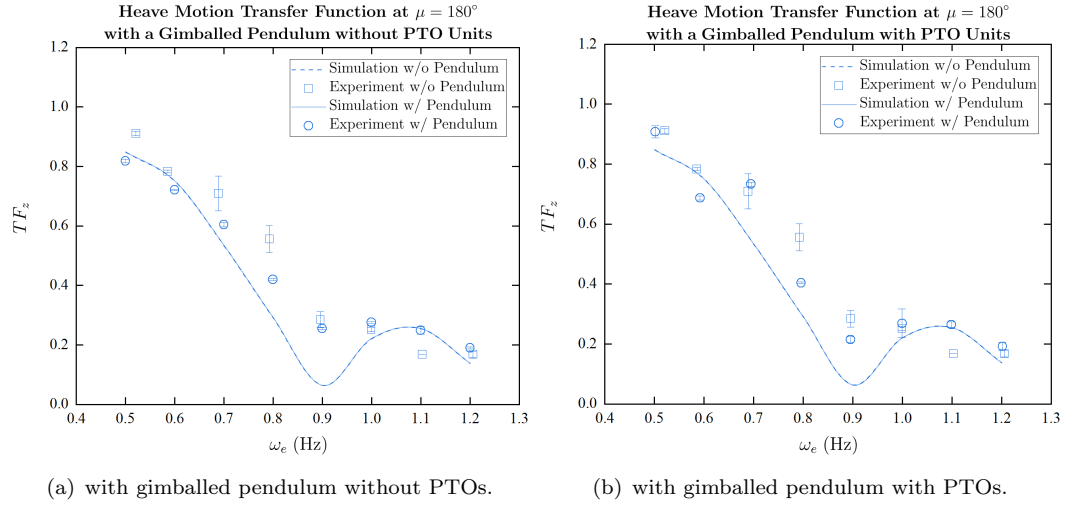 Heave Motion Transfer Function at μ = 180°
with a Gimballed Pendulum without PTO Units
1.2
1.0
0.8
0.6
0.4
0.2
0.0
TF_z
Simulation w/o Pendulum
Experiment w/o Pendulum
Simulation w/ Pendulum
Experiment w/ Pendulum
0.4 0.5 0.6 0.7 0.8 0.9 1.0 1.1 1.2 1.3
ω_e (Hz)
(a) with gimballed pendulum without PTOs.
Heave Motion Transfer Function at μ = 180°
with a Gimballed Pendulum with PTO Units
1.2
1.0
0.8
0.6
0.4
0.2
0.0
TF_z
Simulation w/o Pendulum
Experiment w/o Pendulum
Simulation w/ Pendulum
Experiment w/ Pendulum
0.4 0.5 0.6 0.7 0.8 0.9 1.0 1.1 1.2 1.3
ω_e (Hz)
(b) with gimballed pendulum with PTOs.